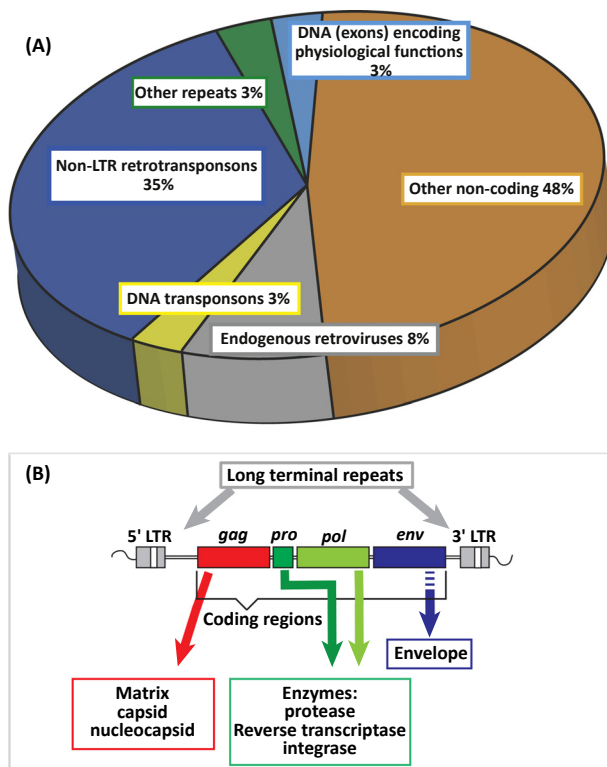 (A)
DNA (exons) encoding
physiological functions
3%
Other repeats 3%
Non-LTR retrotransponsons
35%
Other non-coding 48%
DNA transponsons 3%
Endogenous retroviruses 8%
(B)
Long terminal repeats
5' LTR
gag
pro
pol
env
3' LTR
Coding regions
Envelope
Matrix
capsid
nucleocapsid
Enzymes:
protease
Reverse transcriptase
integrase